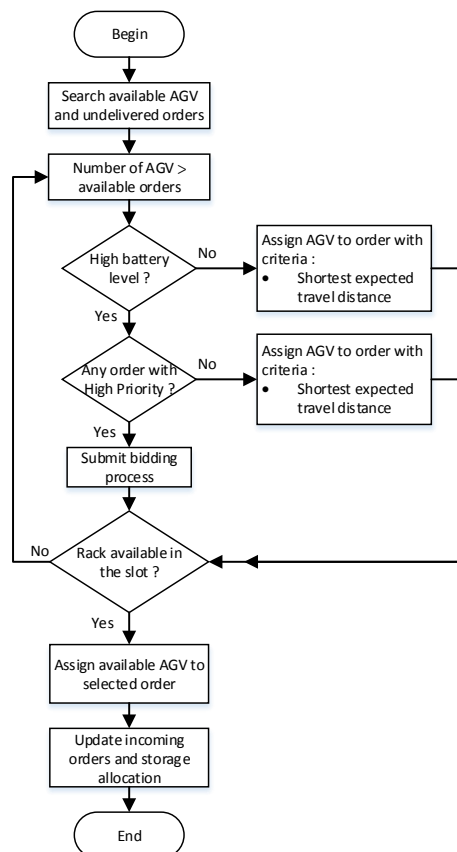 Begin
Search available AGV
and undelivered orders
Number of AGV >
available orders
High battery
level ?
No
Assign AGV to order with
criteria :
• Shortest expected
travel distance
Yes
Any order with
High Priority ?
No
Assign AGV to order with
criteria :
• Shortest expected
travel distance
Yes
Submit bidding
process
No
Rack available in
the slot ?
Yes
Assign available AGV to
selected order
Update incoming
orders and storage
allocation
End